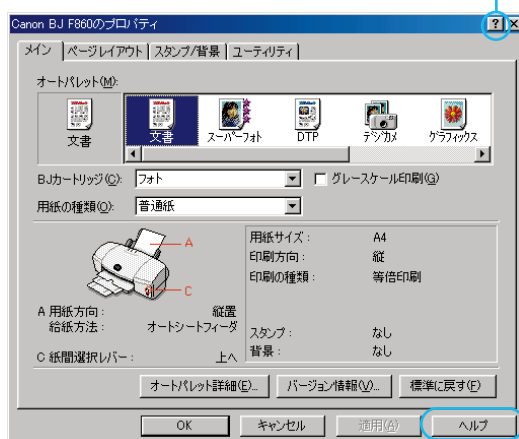 Canon BJ F860のプロパティ ? ×
メイン ページレイアウト スタンプ/背景 ユーティリティ
オートパレット(M):
文書 文書 スーパーフォト DTP デジカメ グラフィックス
BJカートリッジ(C): フォト グレースケール印刷(G)
用紙の種類(O): 普通紙
A
C
用紙サイズ: A4
印刷方向: 縦
印刷の種類: 等倍印刷
A 用紙方向: 縦置
給紙方法: オートシートフィーダ
スタンプ: なし
C 紙間選択レバー: 上へ 背景: なし
オートパレット詳細(E)... バージョン情報(V)... 標準に戻す(F)
OK キャンセル 適用(A) ヘルプ